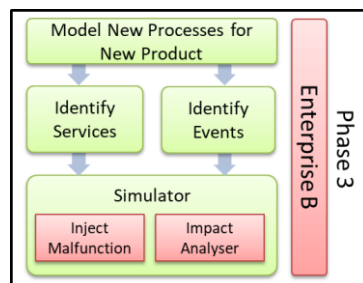 Model New Processes for
New Product
Identify
Services
Identify
Events
Simulator
Inject
Malfunction
Impact
Analyser
Enterprise B
Phase 3